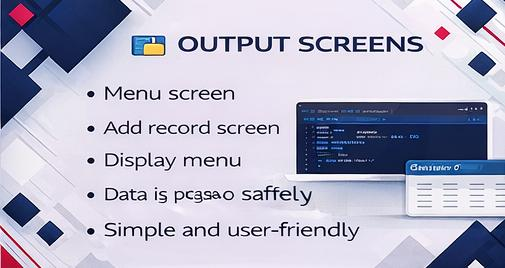 OUTPUT SCREENS
• Menu screen
• Add record screen
• Display menu
• Data is saffely
• Simple and user-friendly